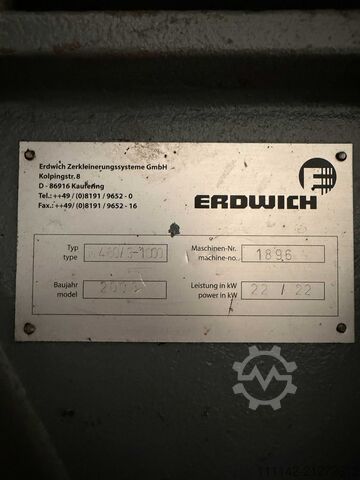 Erdwich Zerkleinerungssysteme GmbH
Kolpingstr. 8
D - 86916 Kaufering
Tel.: ++49 / (0)8191 / 9652 - 0
Fax.: ++49 / (0)8191 / 9652 - 16
ERDWICH
Typ
type
Maschinen-Nr.
machine-no.
1896
Baujahr
model
Leistung in kW
power in kW
22 / 22